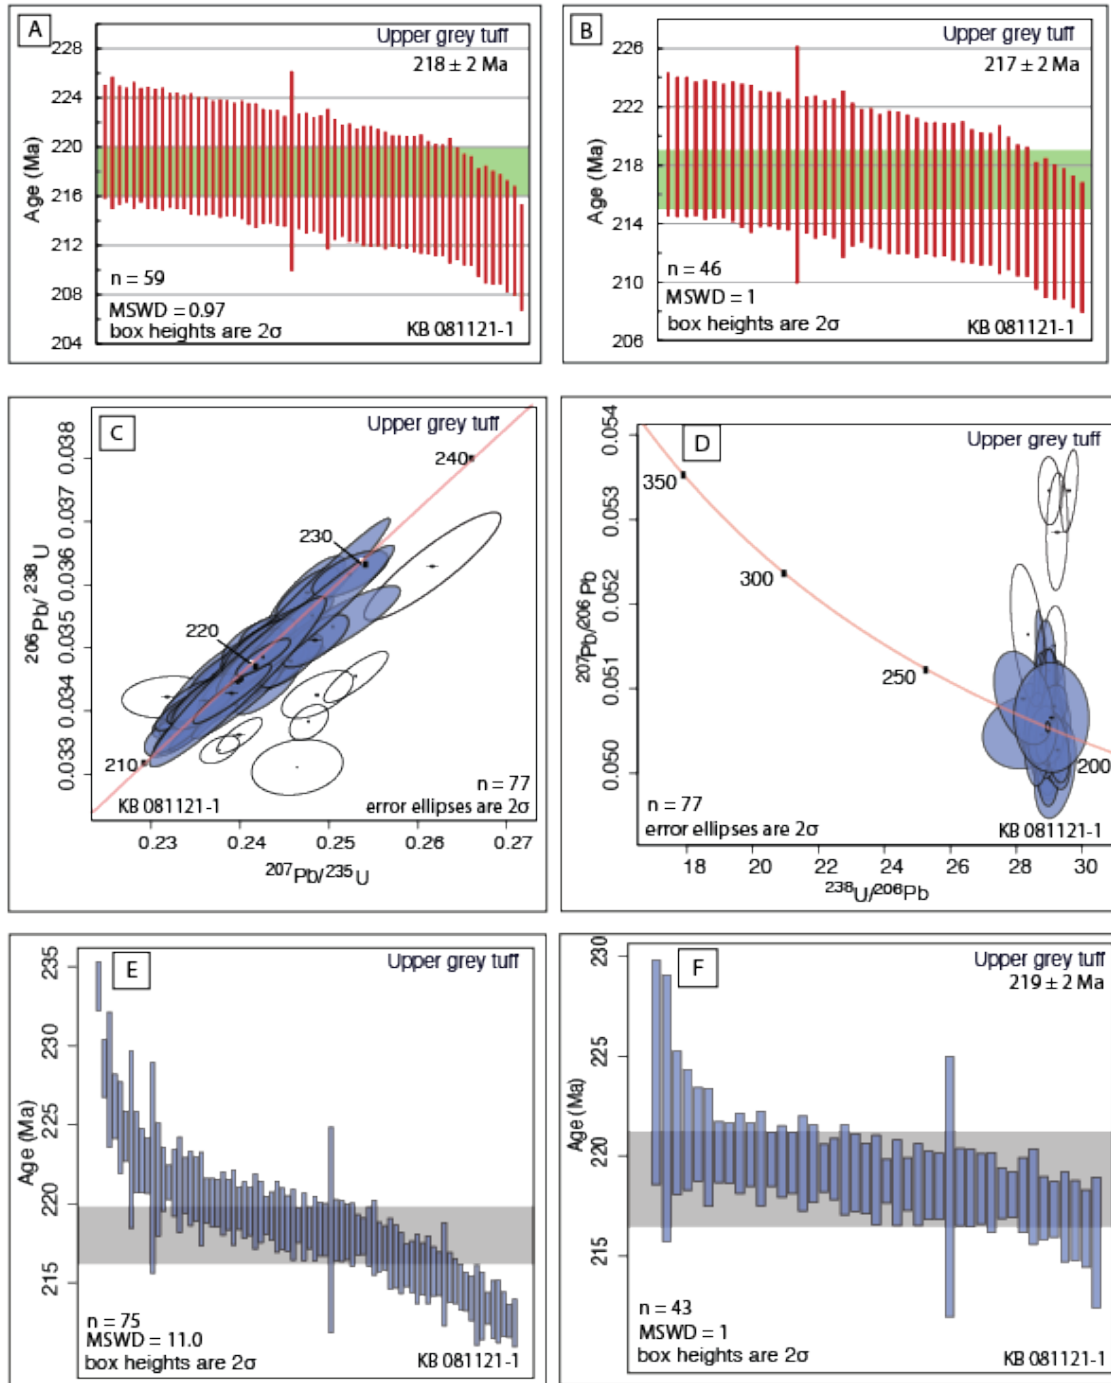 A
Upper grey tuff
218 ± 2 Ma
228
224
220
216
212
208
204
Age (Ma)
n = 59
MSWD = 0.97
box heights are 2σ
KB 081121-1
B
Upper grey tuff
217 ± 2 Ma
226
222
218
214
210
206
Age (Ma)
n = 46
MSWD = 1
box heights are 2σ
KB 081121-1
C
Upper grey tuff
0.038
0.037
0.036
0.035
0.034
0.033
206Pb/238U
240
230
220
210
n = 77
KB 081121-1
error ellipses are 2σ
0.23
0.24
0.25
0.26
0.27
207Pb/235U
D
Upper grey tuff
0.054
0.053
0.052
0.051
0.050
207Pb/206Pb
350
300
250
200
n = 77
error ellipses are 2σ
KB 081121-1
18
20
22
24
26
28
30
238U/206Pb
E
Upper grey tuff
235
230
225
220
215
Age (Ma)
n = 75
MSWD = 11.0
box heights are 2σ
KB 081121-1
F
Upper grey tuff
219 ± 2 Ma
230
225
220
215
Age (Ma)
n = 43
MSWD = 1
box heights are 2σ
KB 081121-1